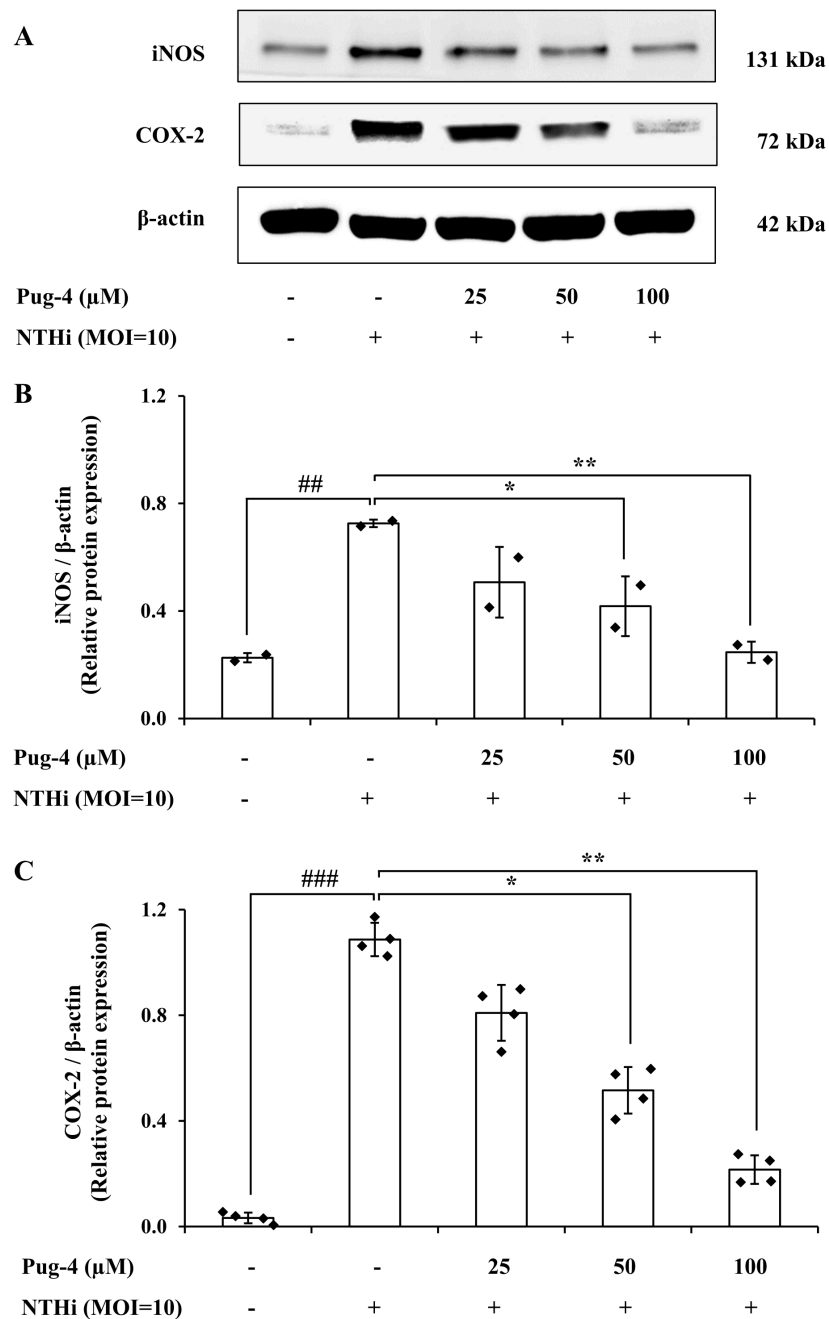 A
iNOS
131 kDa
COX-2
72 kDa
β-actin
42 kDa
Pug-4 (µM) - - 25 50 100
NTHi (MOI=10) - + + + +
B
iNOS / β-actin
(Relative protein expression)
1.2
0.8
0.4
0.0
##
*
**
Pug-4 (µM) - - 25 50 100
NTHi (MOI=10) - + + + +
C
COX-2 / β-actin
(Relative protein expression)
1.2
0.8
0.4
0.0
###
*
**
Pug-4 (µM) - - 25 50 100
NTHi (MOI=10) - + + + +